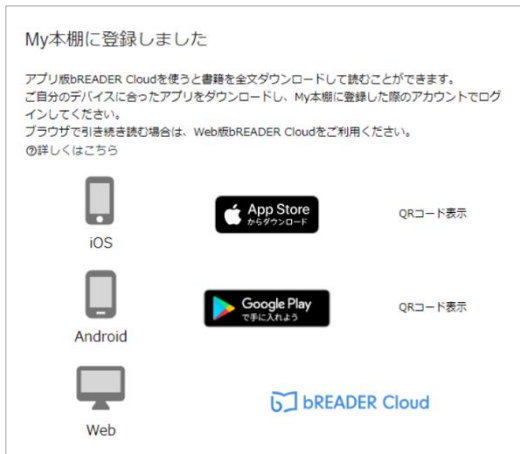 My本棚に登録しました
アプリ版bREADER Cloudを使うと書籍を全文ダウンロードして読むことができます。
ご自分のデバイスに合ったアプリをダウンロードし、My本棚に登録した際のアカウントでログ
インしてください。
ブラウザで引き続き読む場合は、Web版bREADER Cloudをご利用ください。
?詳しくはこちら
App Store
からダウンロード
QRコード表示
iOS
Google Play
で手に入れよう
QRコード表示
Android
bREADER Cloud
Web